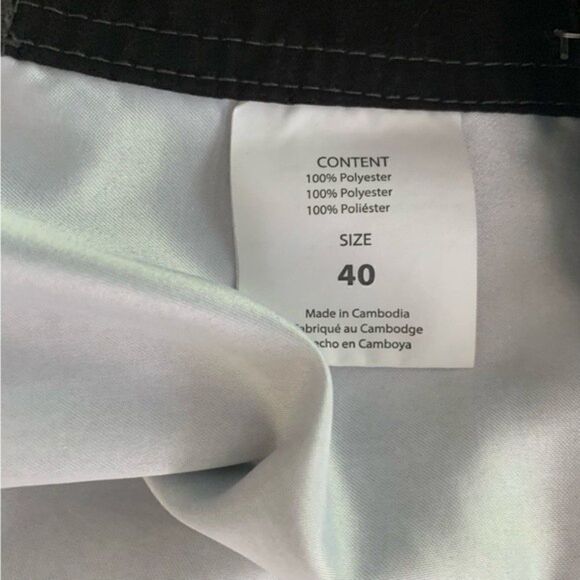 CONTENT
100% Polyester
100% Polyester
100% Poliéster
SIZE
40
Made in Cambodia
abriqué au Cambodge
echo en Camboya